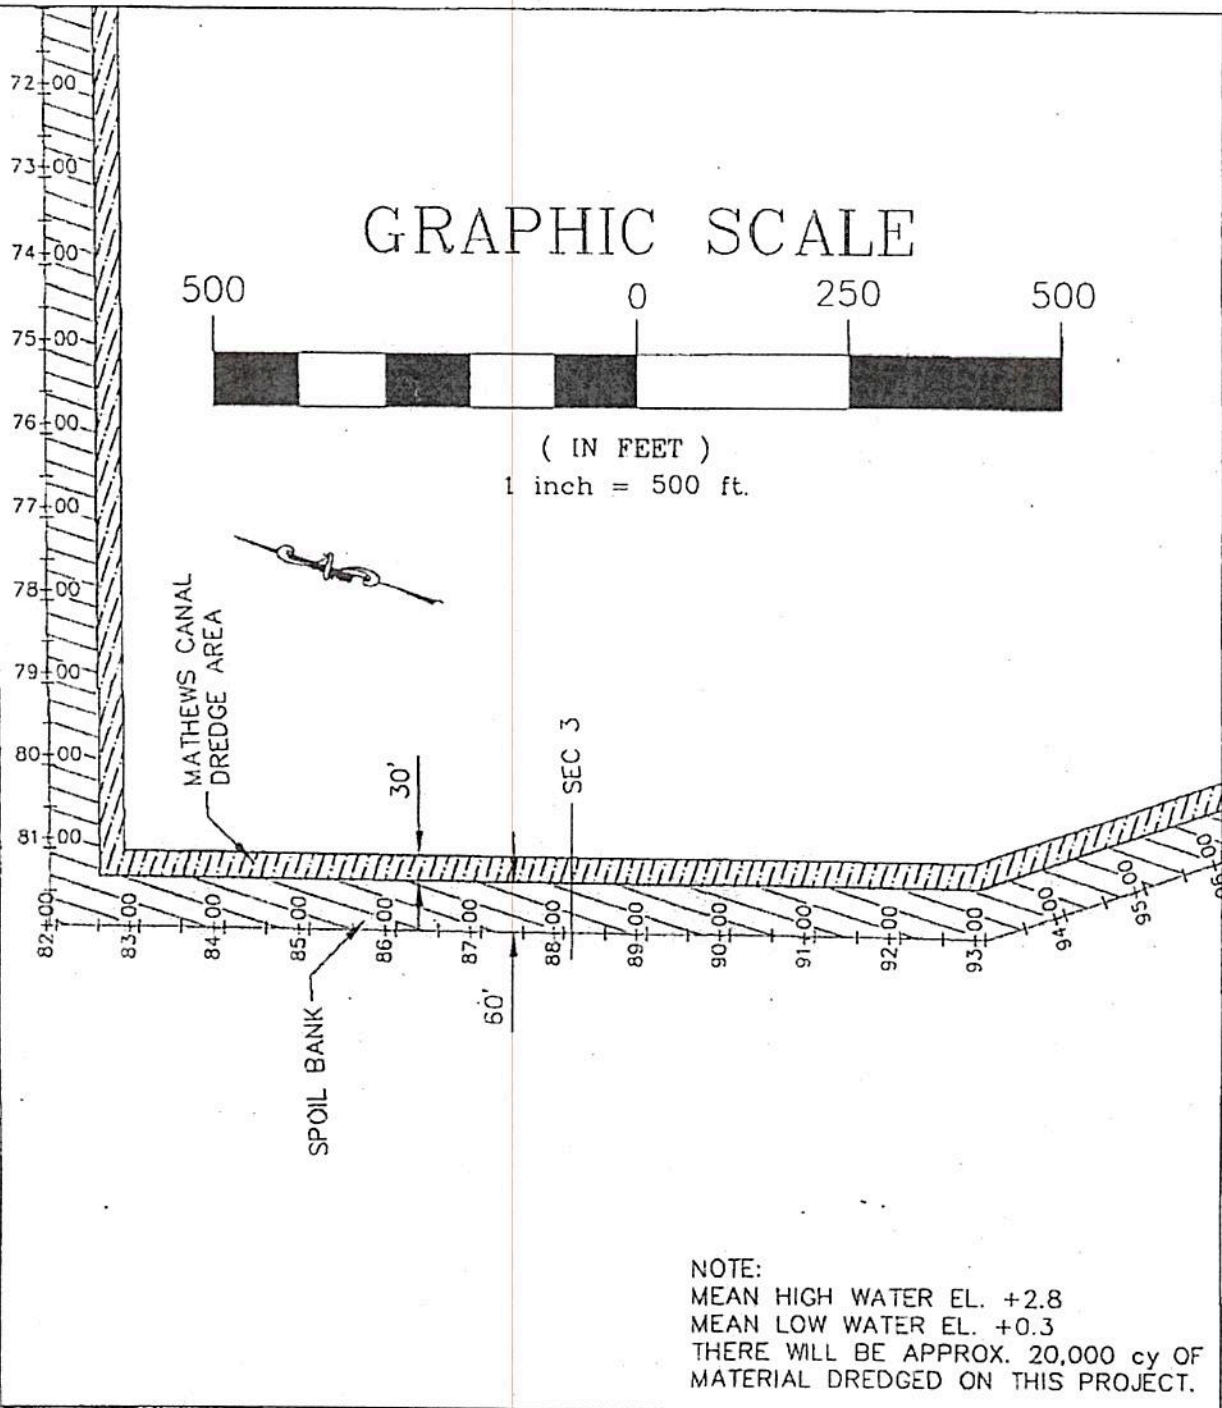 72+00
73+00
74+00
75+00
76+00
77+00
78+00
79+00
80+00
81+00
GRAPHIC SCALE
500 0 250 500
( IN FEET )
1 inch = 500 ft.
MATHEWS CANAL
DREDGE AREA
30'
SEC 3
82+00
83+00
84+00
85+00
86+00
87+00
88+00
89+00
90+00
91+00
92+00
93+00
94+00
95+00
96+00
60'
SPOIL BANK
NOTE:
MEAN HIGH WATER EL. +2.8
MEAN LOW WATER EL. +0.3
THERE WILL BE APPROX. 20,000 cy OF
MATERIAL DREDGED ON THIS PROJECT.